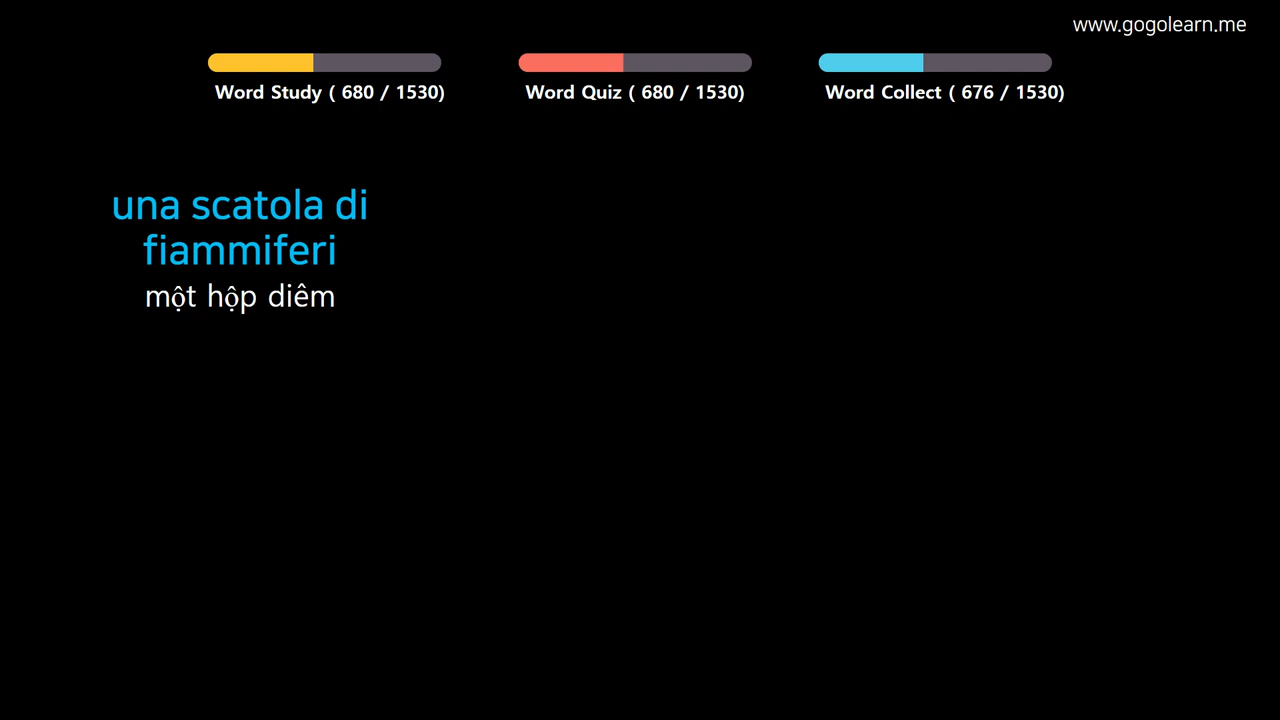 www.gogolearn.me
Word Study ( 680 / 1530)
Word Quiz ( 680 / 1530)
Word Collect ( 676 / 1530)
una scatola di
fiammiferi
một hộp diêm